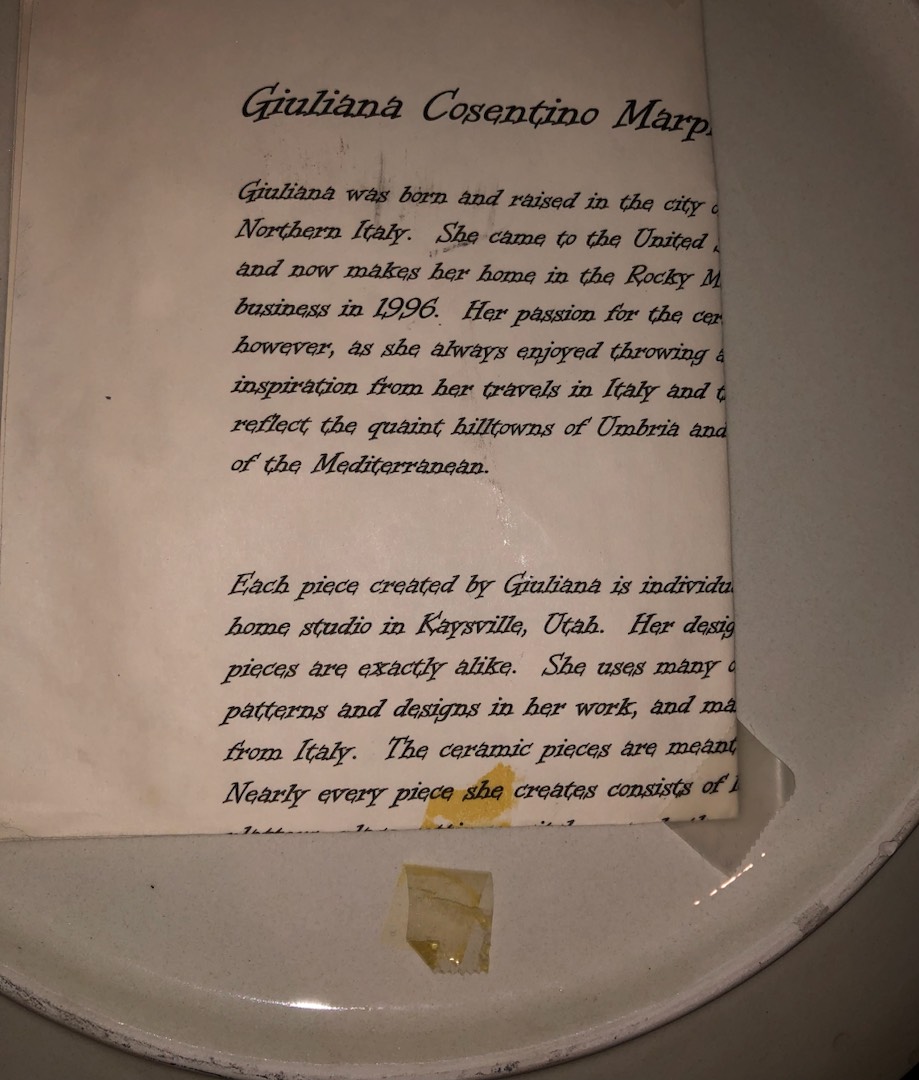 Giuliana Cosentino
Giuliana was born and raised in the city
Northern Italy. She came to the United
and now makes her home in the Rocky
business in 1996. Her passion for the
however, as she always enjoyed throwing
inspiration from her travels in Italy and
reflect the quaint hilltowns of Umbria and
of the Mediterranean.
Each piece created by Giuliana is
home studio in Kaysville, Utah. Her
pieces are exactly alike. She uses many
patterns and designs in her work, and
from Italy. The ceramic pieces are meant
Nearly every piece she creates consists of